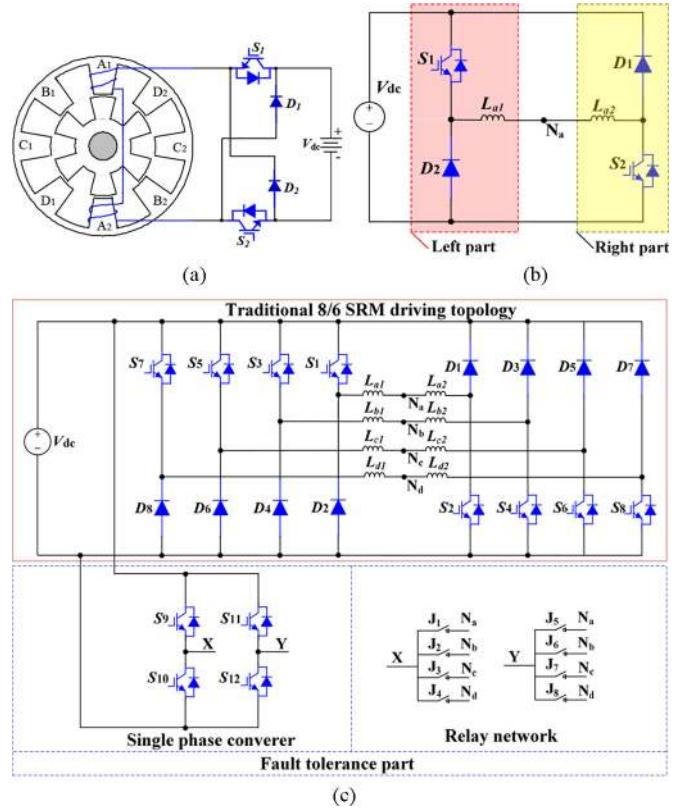 A1
B1
D2
C1
C2
D1
B2
A2
S1
D1
Vdc
+
-
D2
S2
(a)
Vdc
+
-
S1
D1
La1
La2
Na
D2
S2
Left part
Right part
(b)
Traditional 8/6 SRM driving topology
S7 S5 S3 S1 D1 D3 D5 D7
La1 La2
Na
Lb1 Lb2
Nb
Vdc
+
-
Lc1 Lc2
Nc
Ld1 Ld2
Nd
D8 D6 D4 D2 S2 S4 S6 S8
S9 S11
X Y
S10 S12
Single phase converer
J1 Na
J2 Nb
X
J3 Nc
J4 Nd
J5 Na
J6 Nb
Y
J7 Nc
J8 Nd
Relay network
Fault tolerance part
(c)